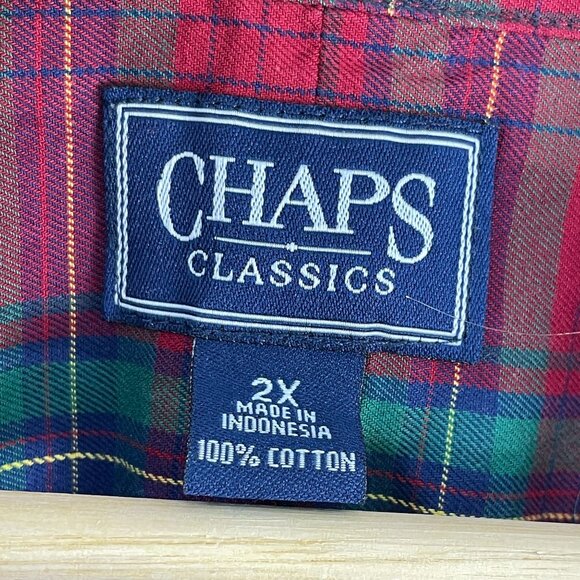 CHAPS
CLASSICS
2X
MADE IN
INDONESIA
100% COTTON